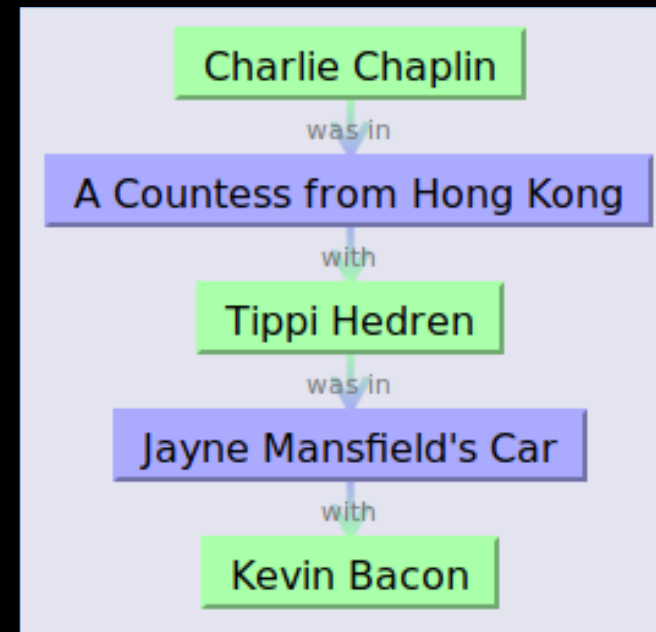 Charlie Chaplin
was in
A Countess from Hong Kong
with
Tippi Hedren
was in
Jayne Mansfield's Car
with
Kevin Bacon